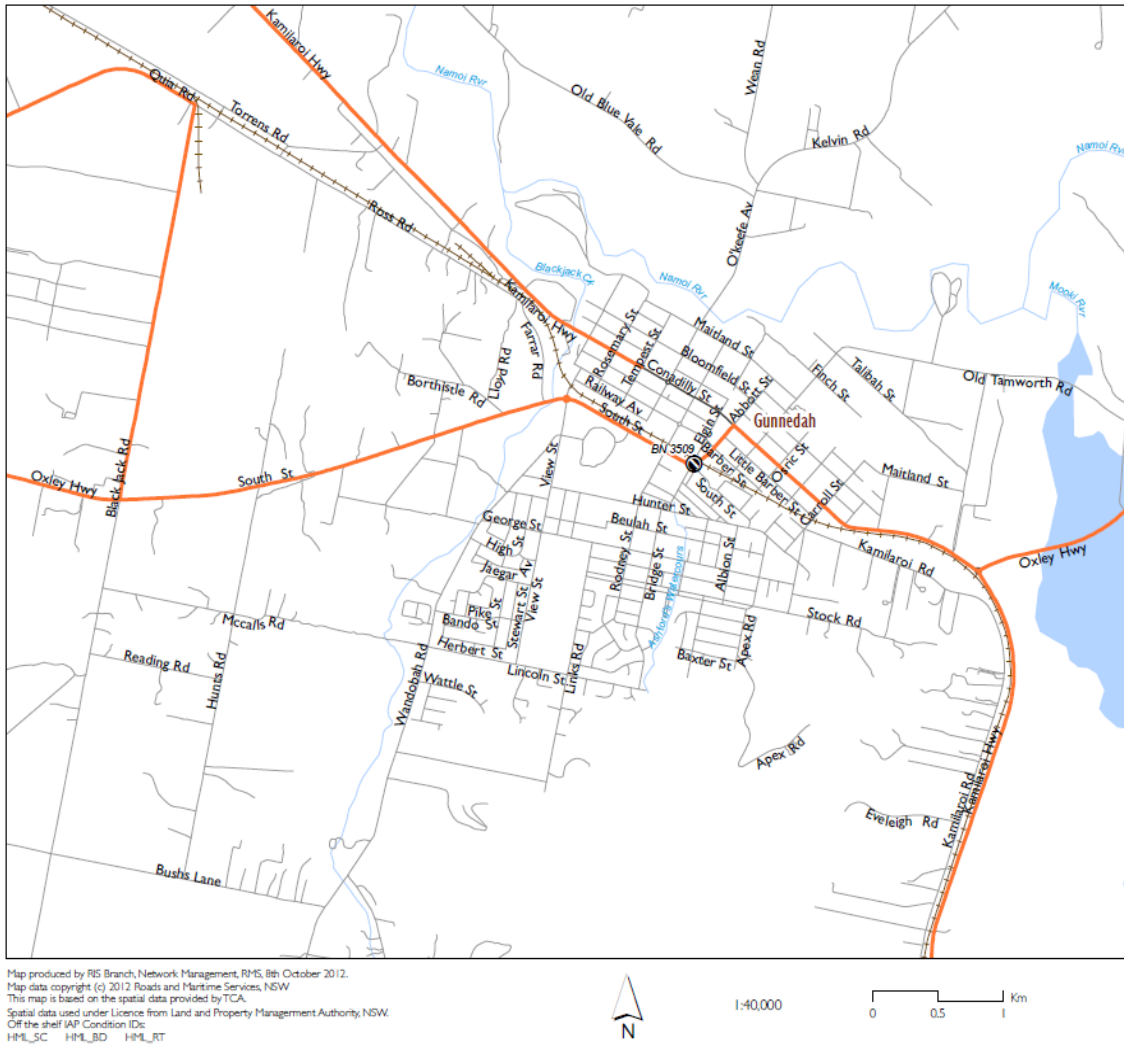 Kamilaroi Hwy
Quia Rd
Torrens Rd
Namoi Rvr
Old Blue Vale Rd
Wean Rd
Kelvin Rd
Namoi Rvr
Ross Rd
O'keefe Av
Blackjack Ck
Namoi Rvr
Mooki Rvr
Kamilaroi Hwy
Farrar Rd
Lloyd Rd
Borthistle Rd
Rosemary St
Tempest St
Maitland St
Bloomfield St
Conadilly St
Railway Av
South St
Abbott St
Elgin St
Finch St
Talibah St
Old Tamworth Rd
Gunnedah
BN 3509
Barber St
Little Barber St
Osric St
Carroll St
Maitland St
Black Jack Rd
Oxley Hwy
South St
View St
South St
Hunter St
Beulah St
George St
High St
Jaegar Av
Rodney St
Bridge St
Albion St
Ashfords Watercours
Kamilaroi Rd
Oxley Hwy
Stock Rd
Pike St
Bando St
Stewart St
View St
Mccalls Rd
Reading Rd
Hunts Rd
Herbert St
Lincoln St
Links Rd
Baxter St
Apex Rd
Wandobah Rd
Wattle St
Apex Rd
Eveleigh Rd
Kamilaroi Rd
Kamilaroi Hwy
Bushs Lane
Map produced by RIS Branch, Network Management, RMS, 8th October 2012.
Map data copyright (c) 2012 Roads and Maritime Services, NSW
This map is based on the spatial data provided by TCA.
Spatial data used under Licence from Land and Property Management Authority, NSW.
Off the shelf IAP Condition IDs:
HML_SC HML_BD HML_RT
N
1:40,000
0 0.5 1 Km